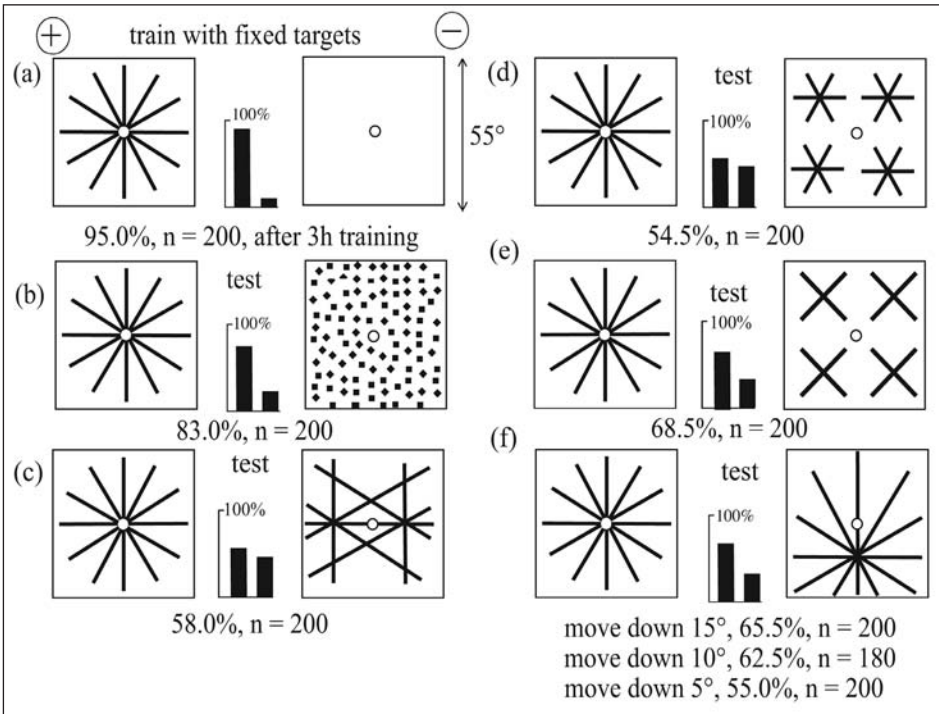 + train with fixed targets −
(a)
100%
55°
95.0%, n = 200, after 3h training
(b)
test
100%
83.0%, n = 200
(c)
test
100%
58.0%, n = 200
(d)
test
100%
54.5%, n = 200
(e)
test
100%
68.5%, n = 200
(f)
test
100%
move down 15°, 65.5%, n = 200
move down 10°, 62.5%, n = 180
move down 5°, 55.0%, n = 200